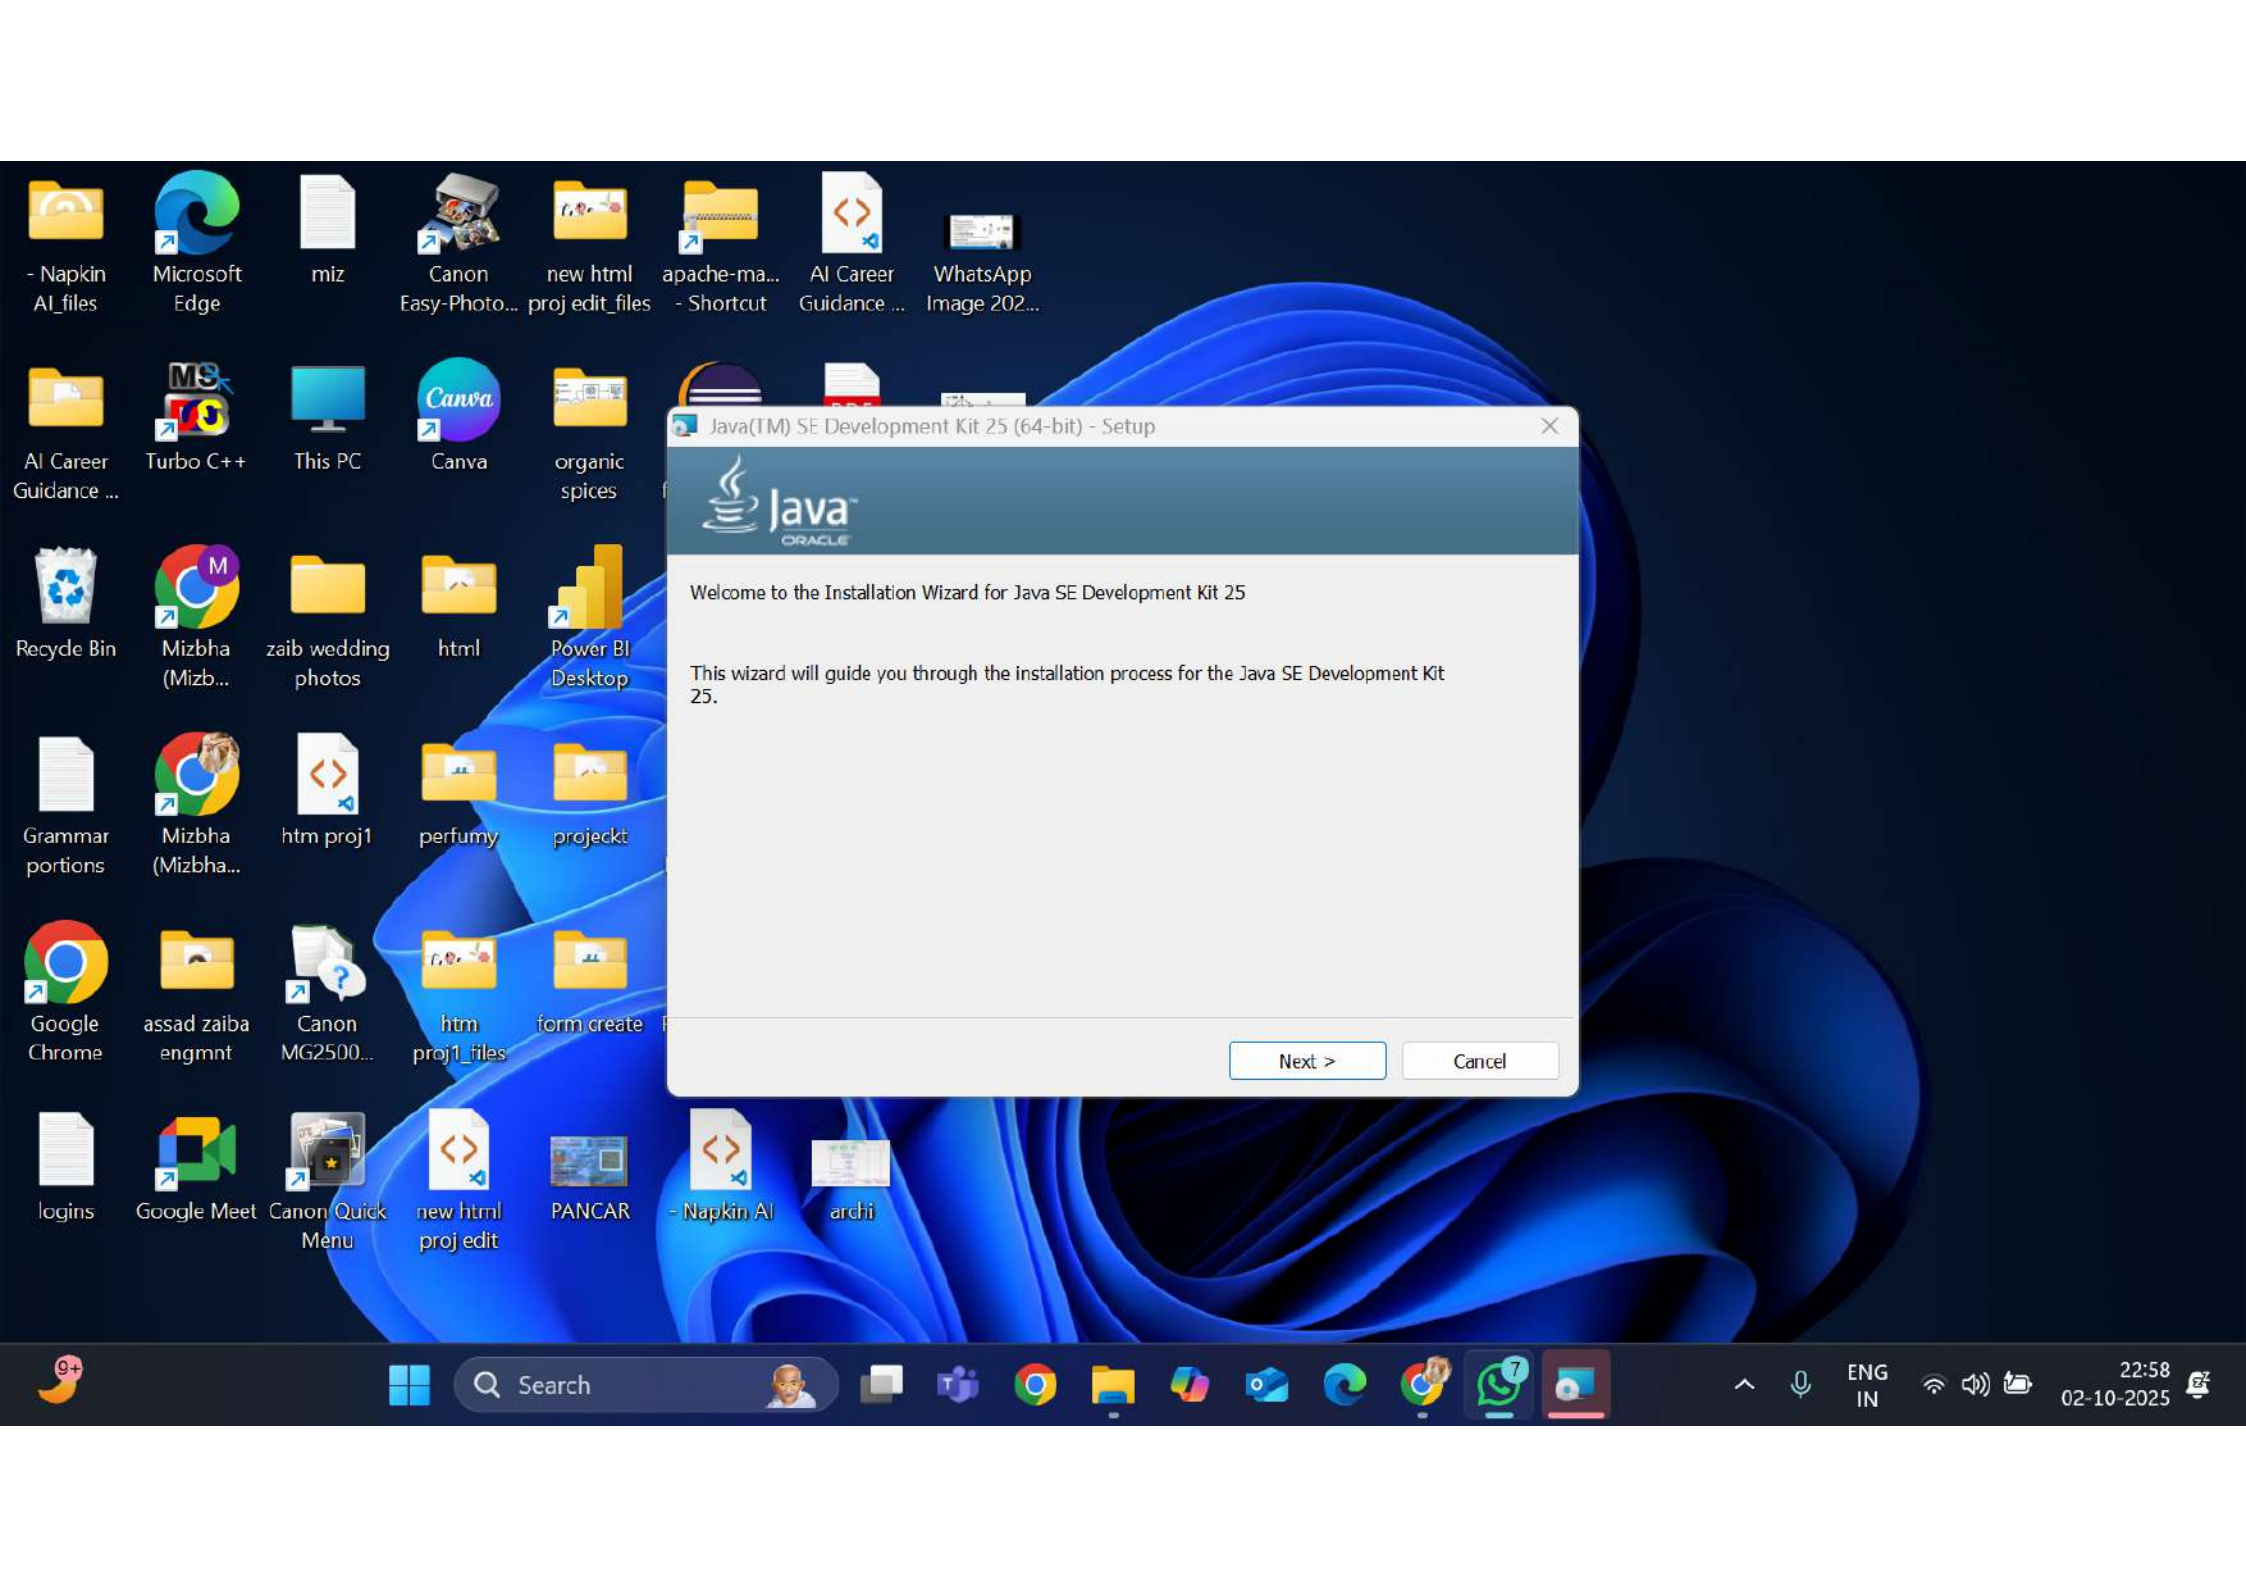 - Napkin
AI_files
Microsoft
Edge
miz
Canon
Easy-Photo...
new html
proj edit_files
apache-ma...
- Shortcut
AI Career
Guidance ...
WhatsApp
Image 202...
AI Career
Guidance ...
MS
DOS
Turbo C++
This PC
Canva
Canva
organic
spices
PDF
Java(TM) SE Development Kit 25 (64-bit) - Setup
Java™
ORACLE
Welcome to the Installation Wizard for Java SE Development Kit 25
This wizard will guide you through the installation process for the Java SE Development Kit
25.
Next >
Cancel
Recycle Bin
M
Mizbha
(Mizb...
zaib wedding
photos
html
Power BI
Desktop
Grammar
portions
Mizbha
(Mizbha...
htm proj1
perfumy
projeckt
Google
Chrome
assad zaiba
engmnt
Canon
MG2500...
htm
proj1_files
form create
logins
Google Meet
Canon Quick
Menu
new html
proj edit
PANCAR
- Napkin AI
archi
9+
Search
7
ENG
IN
22:58
02-10-2025